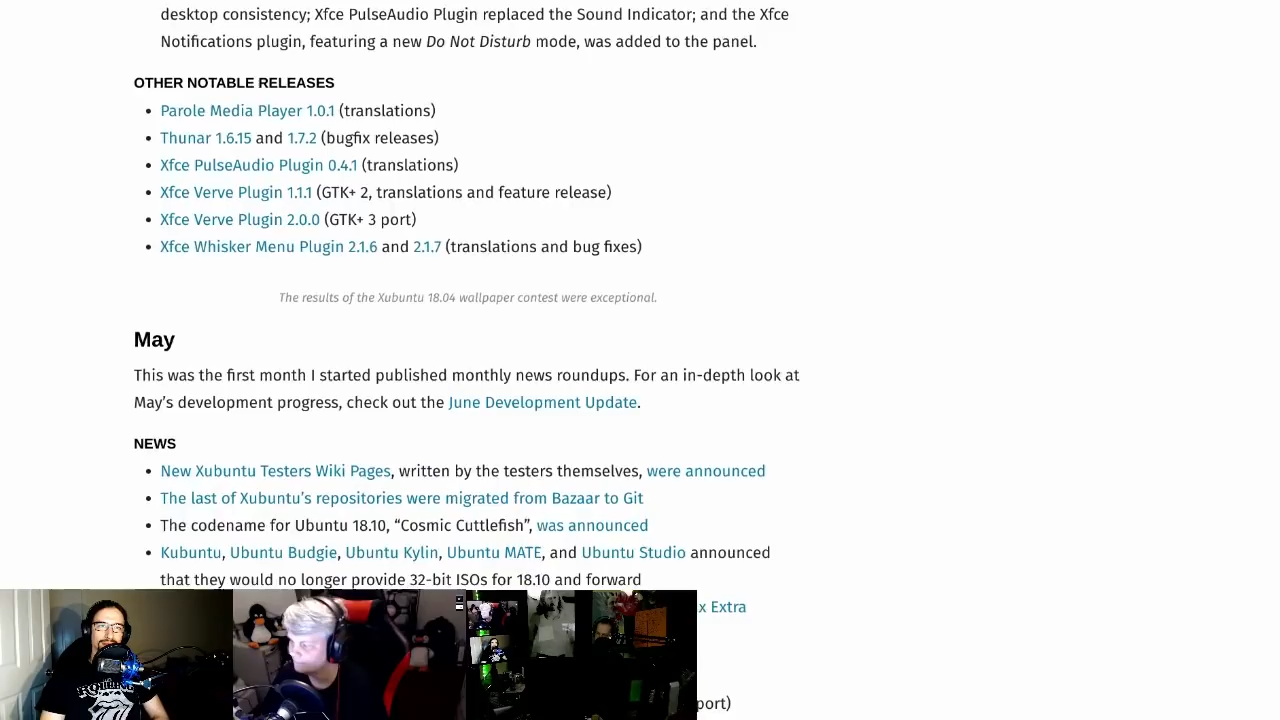 desktop consistency; Xfce PulseAudio Plugin replaced the Sound Indicator; and the Xfce
Notifications plugin, featuring a new Do Not Disturb mode, was added to the panel.
OTHER NOTABLE RELEASES
• Parole Media Player 1.0.1 (translations)
• Thunar 1.6.15 and 1.7.2 (bugfix releases)
• Xfce PulseAudio Plugin 0.4.1 (translations)
• Xfce Verve Plugin 1.1.1 (GTK+ 2, translations and feature release)
• Xfce Verve Plugin 2.0.0 (GTK+ 3 port)
• Xfce Whisker Menu Plugin 2.1.6 and 2.1.7 (translations and bug fixes)
The results of the Xubuntu 18.04 wallpaper contest were exceptional.
May
This was the first month I started published monthly news roundups. For an in-depth look at
May’s development progress, check out the June Development Update.
NEWS
• New Xubuntu Testers Wiki Pages, written by the testers themselves, were announced
• The last of Xubuntu’s repositories were migrated from Bazaar to Git
• The codename for Ubuntu 18.10, “Cosmic Cuttlefish”, was announced
• Kubuntu, Ubuntu Budgie, Ubuntu Kylin, Ubuntu MATE, and Ubuntu Studio announced
that they would no longer provide 32-bit ISOs for 18.10 and forward
x Extra
port)